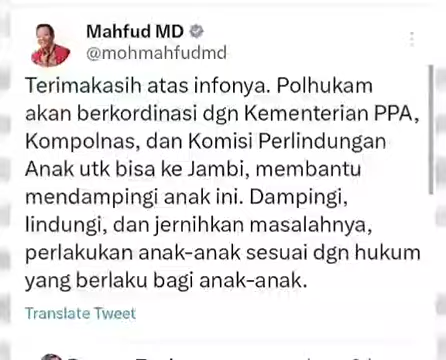 Mahfud MD
@mohmahfudmd
Terimakasih atas infonya. Polhukam
akan berkordinasi dgn Kementerian PPA,
Kompolnas, dan Komisi Perlindungan
Anak utk bisa ke Jambi, membantu
mendampingi anak ini. Dampingi,
lindungi, dan jernihkan masalahnya,
perlakukan anak-anak sesuai dgn hukum
yang berlaku bagi anak-anak.
Translate Tweet